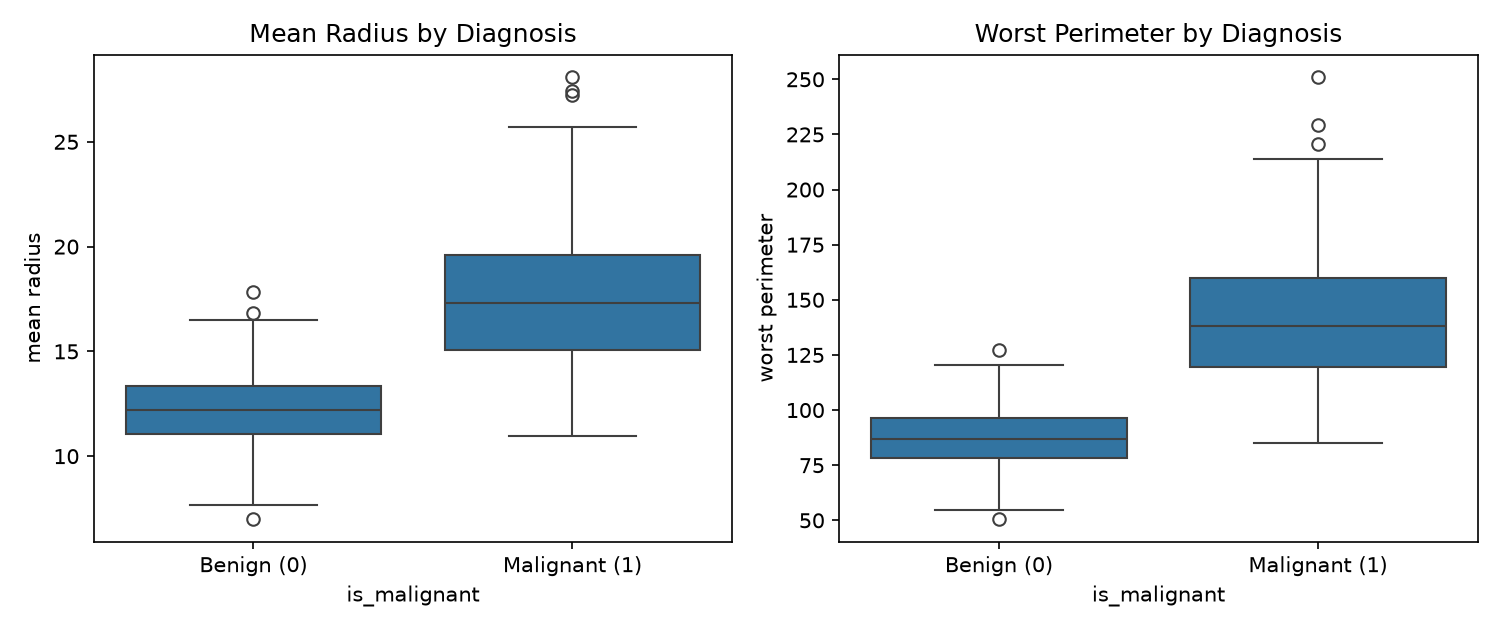 Mean Radius by Diagnosis
mean radius
25
20
15
10
Benign (0)
Malignant (1)
is_malignant
Worst Perimeter by Diagnosis
worst perimeter
250
225
200
175
150
125
100
75
50
Benign (0)
Malignant (1)
is_malignant